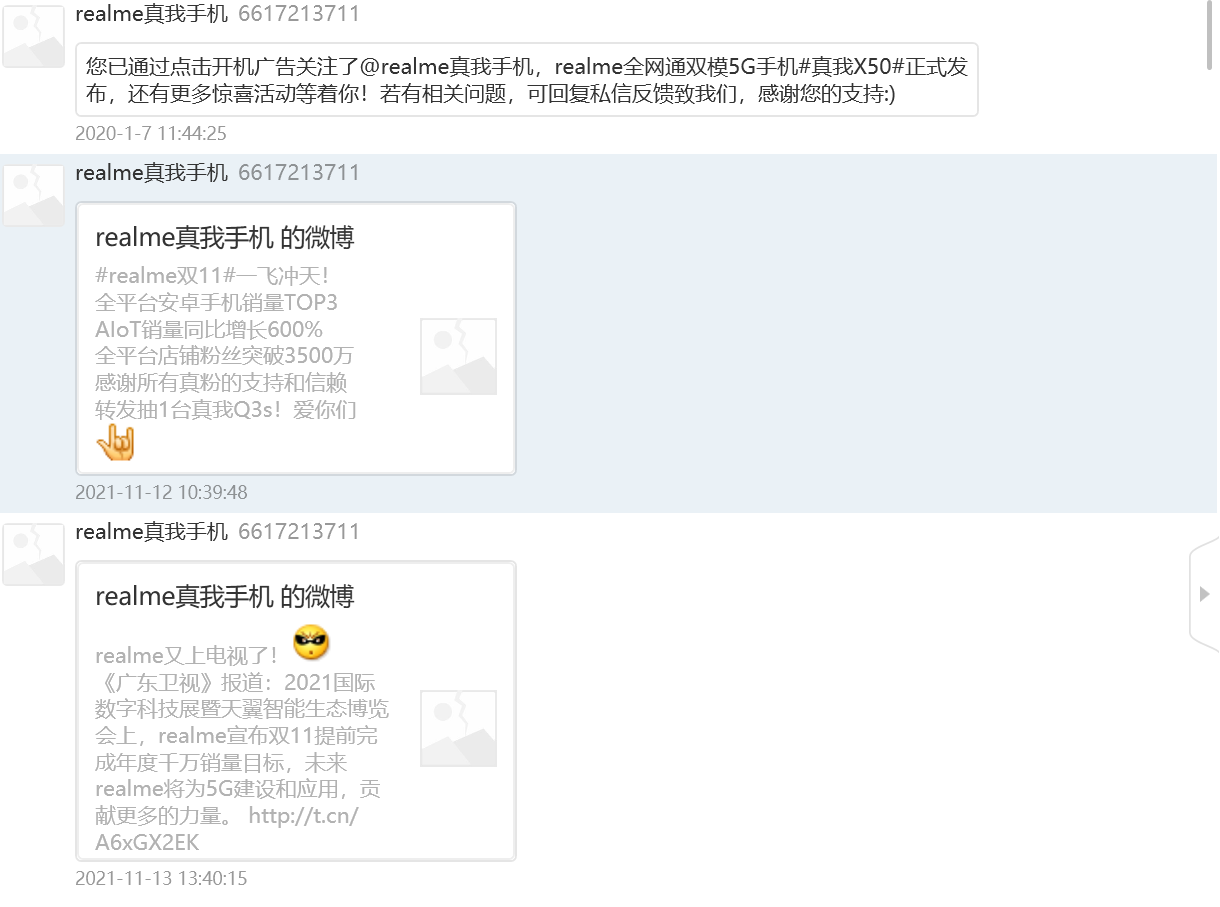 realme真我手机 6617213711
您已通过点击开机广告关注了@realme真我手机，realme全网通双模5G手机#真我X50#正式发
布，还有更多惊喜活动等着你！若有相关问题，可回复私信反馈致我们，感谢您的支持:)
2020-1-7 11:44:25
realme真我手机 6617213711
realme真我手机 的微博
#realme双11#一飞冲天！
全平台安卓手机销量TOP3
AIoT销量同比增长600%
全平台店铺粉丝突破3500万
感谢所有真粉的支持和信赖
转发抽1台真我Q3s！爱你们
2021-11-12 10:39:48
realme真我手机 6617213711
realme真我手机 的微博
realme又上电视了！
《广东卫视》报道：2021国际
数字科技展暨天翼智能生态博览
会上，realme宣布双11提前完
成年度千万销量目标，未来
realme将为5G建设和应用，贡
献更多的力量。 http://t.cn/
A6xGX2EK
2021-11-13 13:40:15